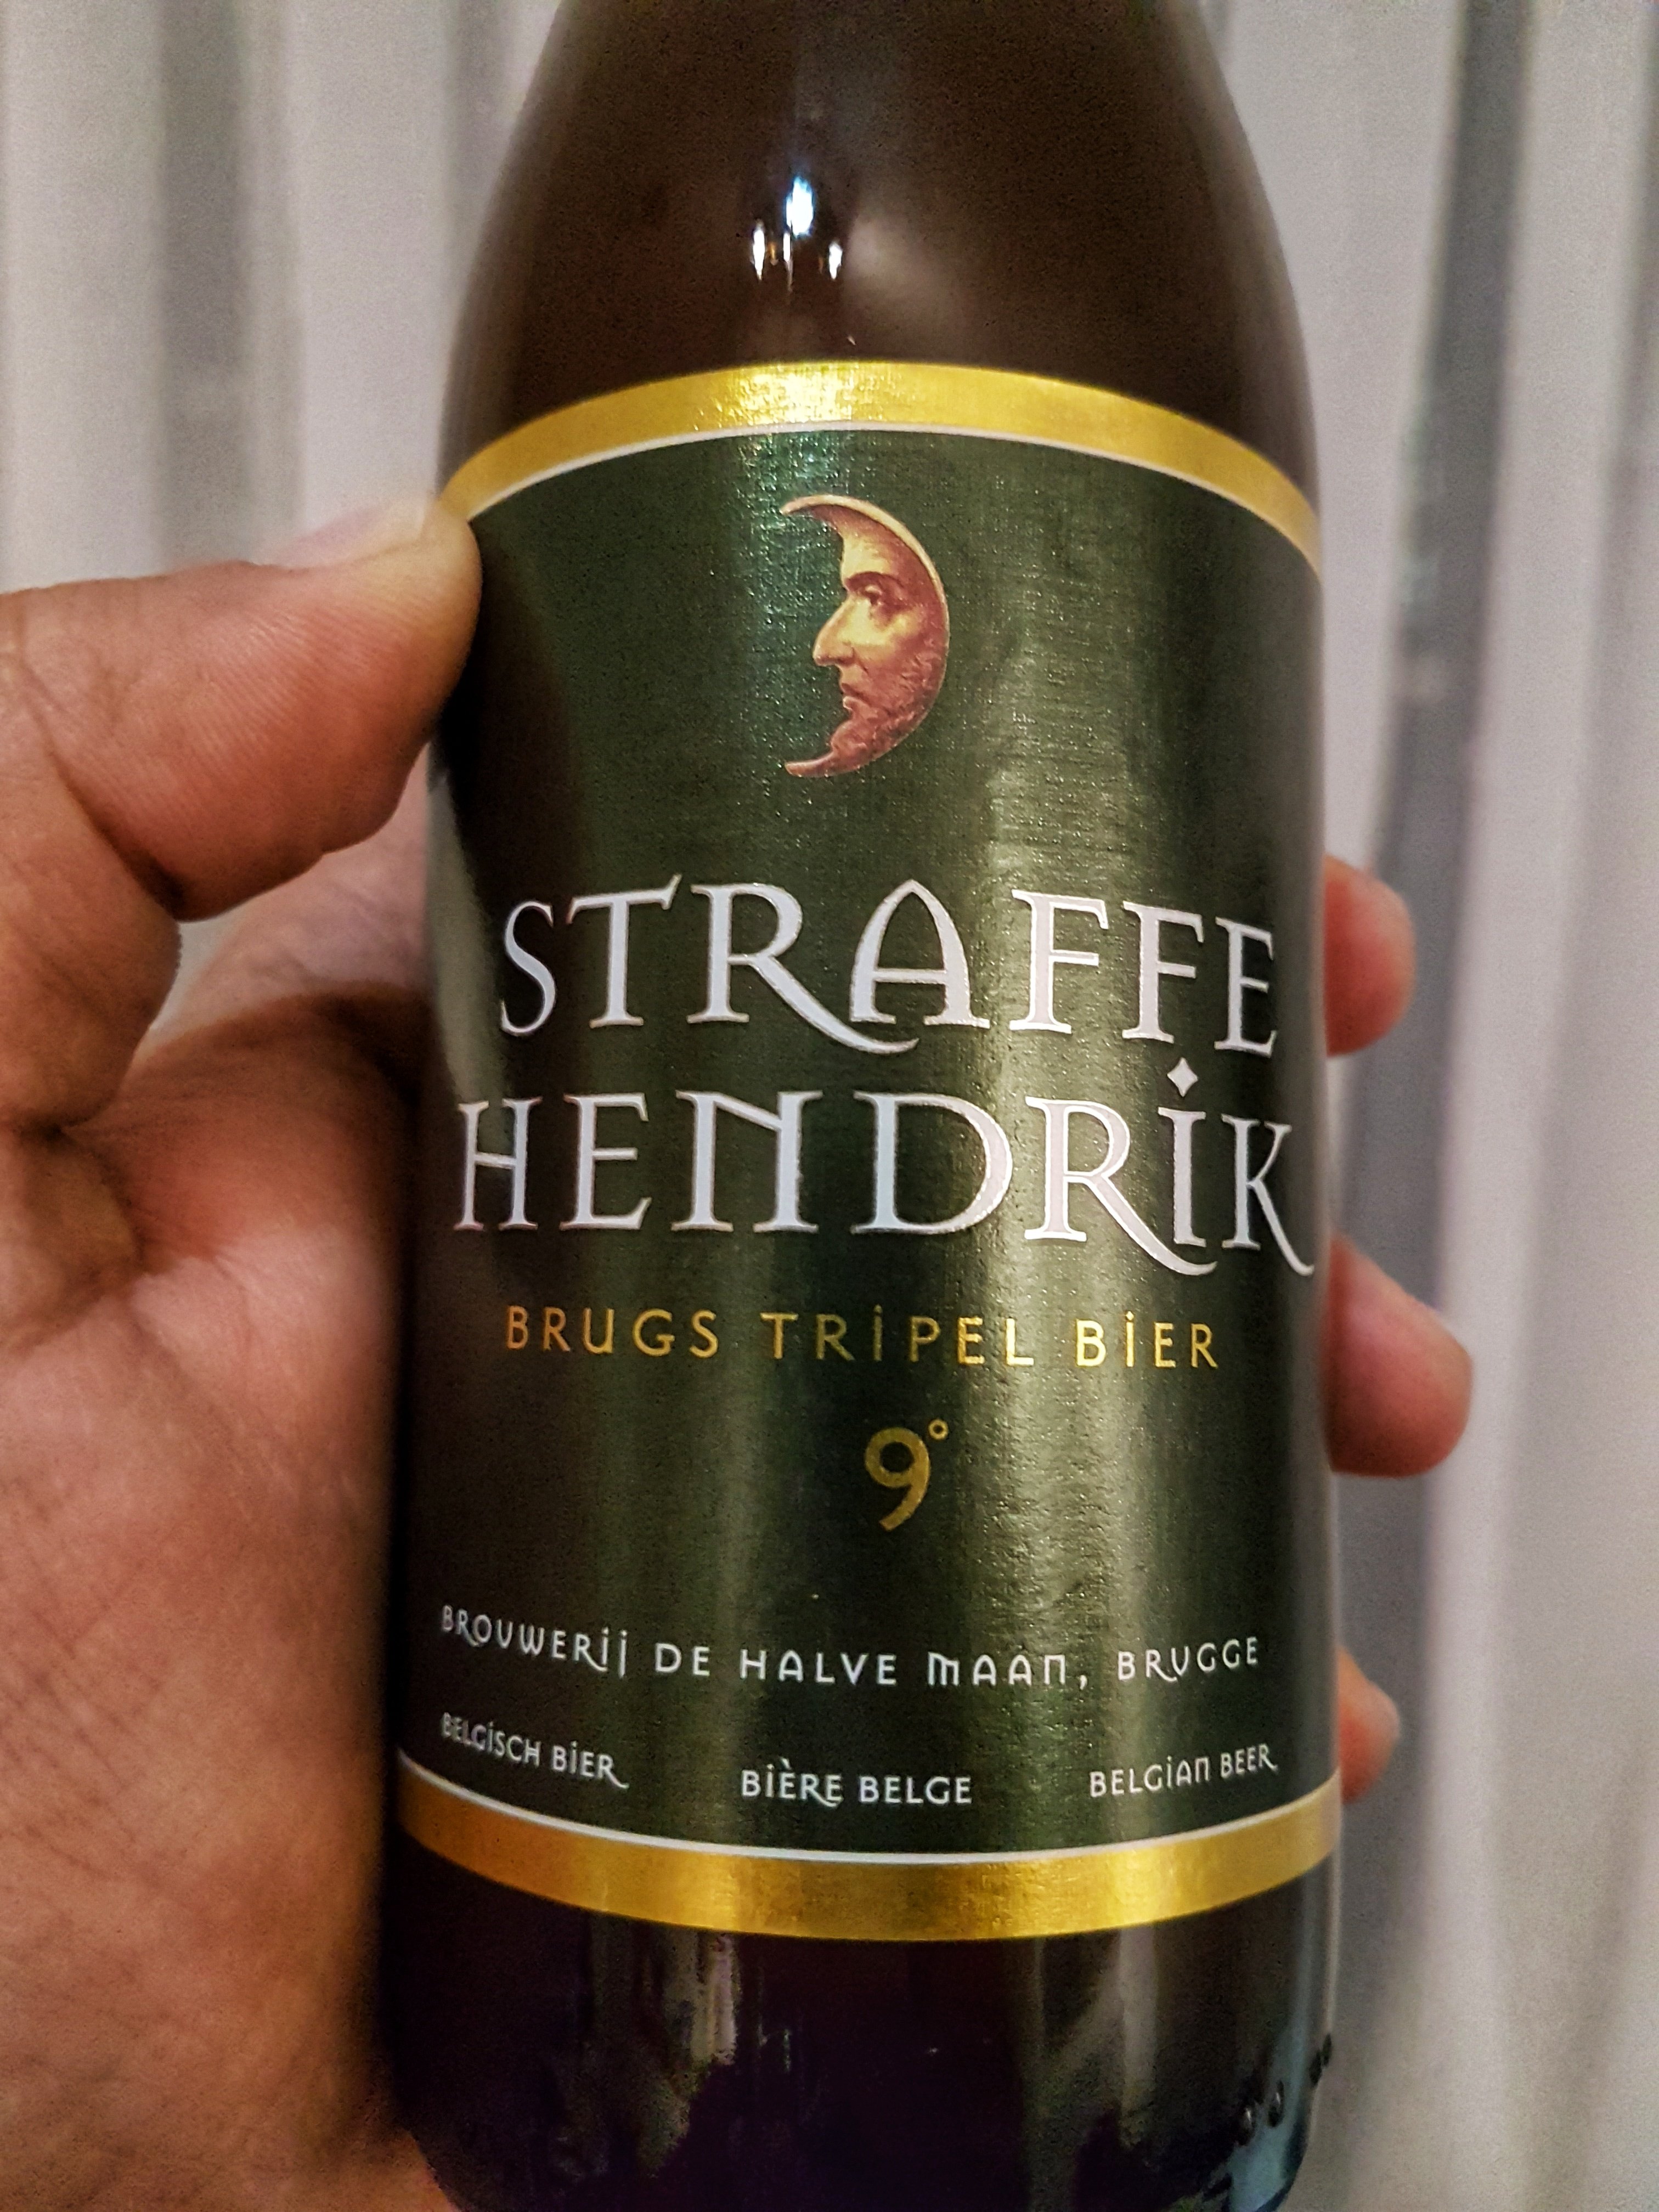 STRAFFE
HENDRiK
BRUGS TRiPEL BiER
9°
BROUWERij DE HALVE MAAn, BRUGGE
BELGiSCH BiER BiÈRE BELGE BELGiAn BEER